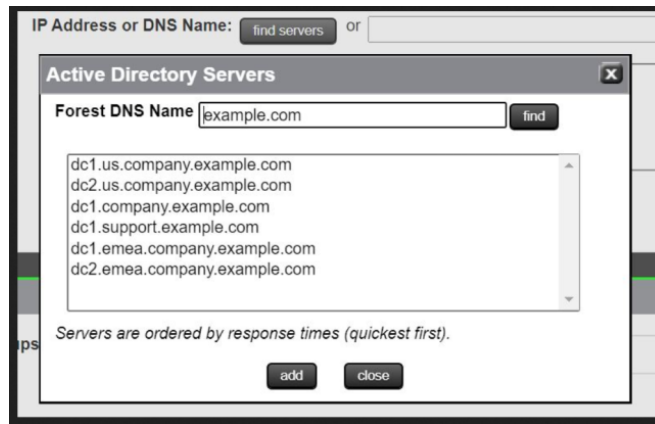 IP Address or DNS Name: find servers or
Active Directory Servers X
Forest DNS Name example.com find
dc1.us.company.example.com
dc2.us.company.example.com
dc1.company.example.com
dc1.support.example.com
dc1.emea.company.example.com
dc2.emea.company.example.com
Servers are ordered by response times (quickest first).
ups
add close